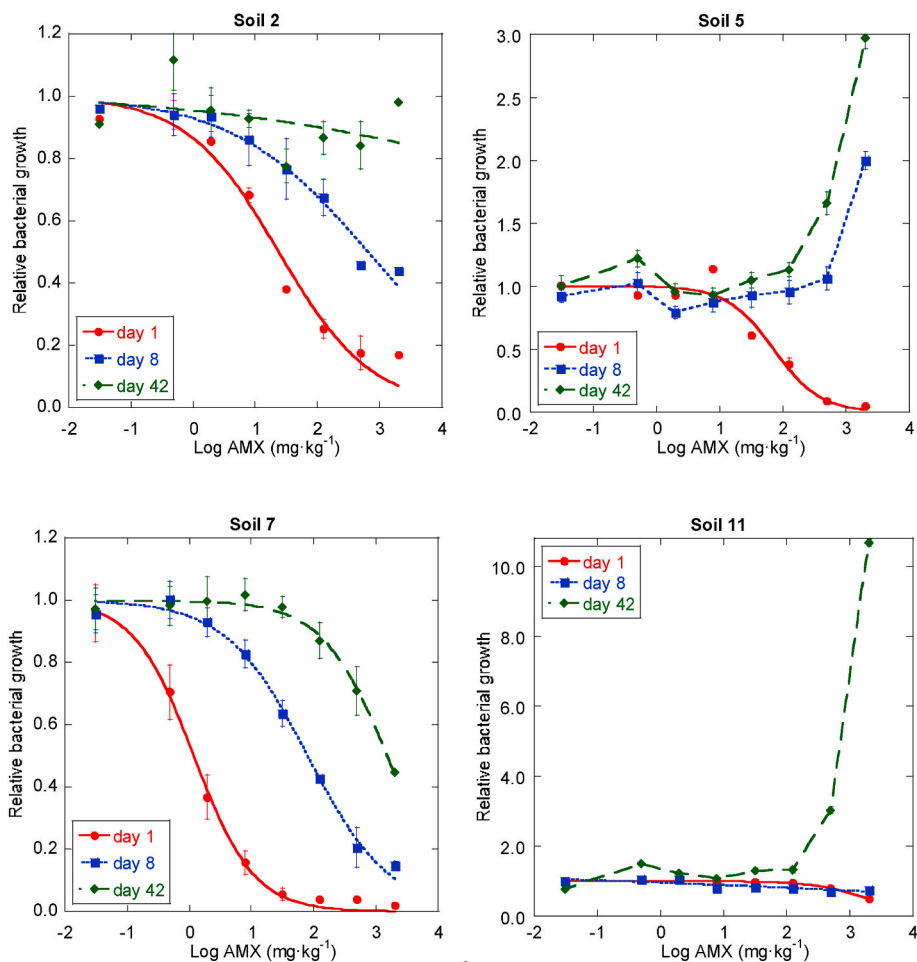 Soil 2
1.2
1.0
0.8
0.6
0.4
0.2
0.0
Relative bacterial growth
day 1
day 8
day 42
-2 -1 0 1 2 3 4
Log AMX (mg·kg⁻¹)
Soil 5
3.0
2.5
2.0
1.5
1.0
0.5
0.0
Relative bacterial growth
day 1
day 8
day 42
-2 -1 0 1 2 3 4
Log AMX (mg·kg⁻¹)
Soil 7
1.2
1.0
0.8
0.6
0.4
0.2
0.0
Relative bacterial growth
day 1
day 8
day 42
-2 -1 0 1 2 3 4
Log AMX (mg·kg⁻¹)
Soil 11
10.0
8.0
6.0
4.0
2.0
0.0
Relative bacterial growth
day 1
day 8
day 42
-2 -1 0 1 2 3 4
Log AMX (mg·kg⁻¹)